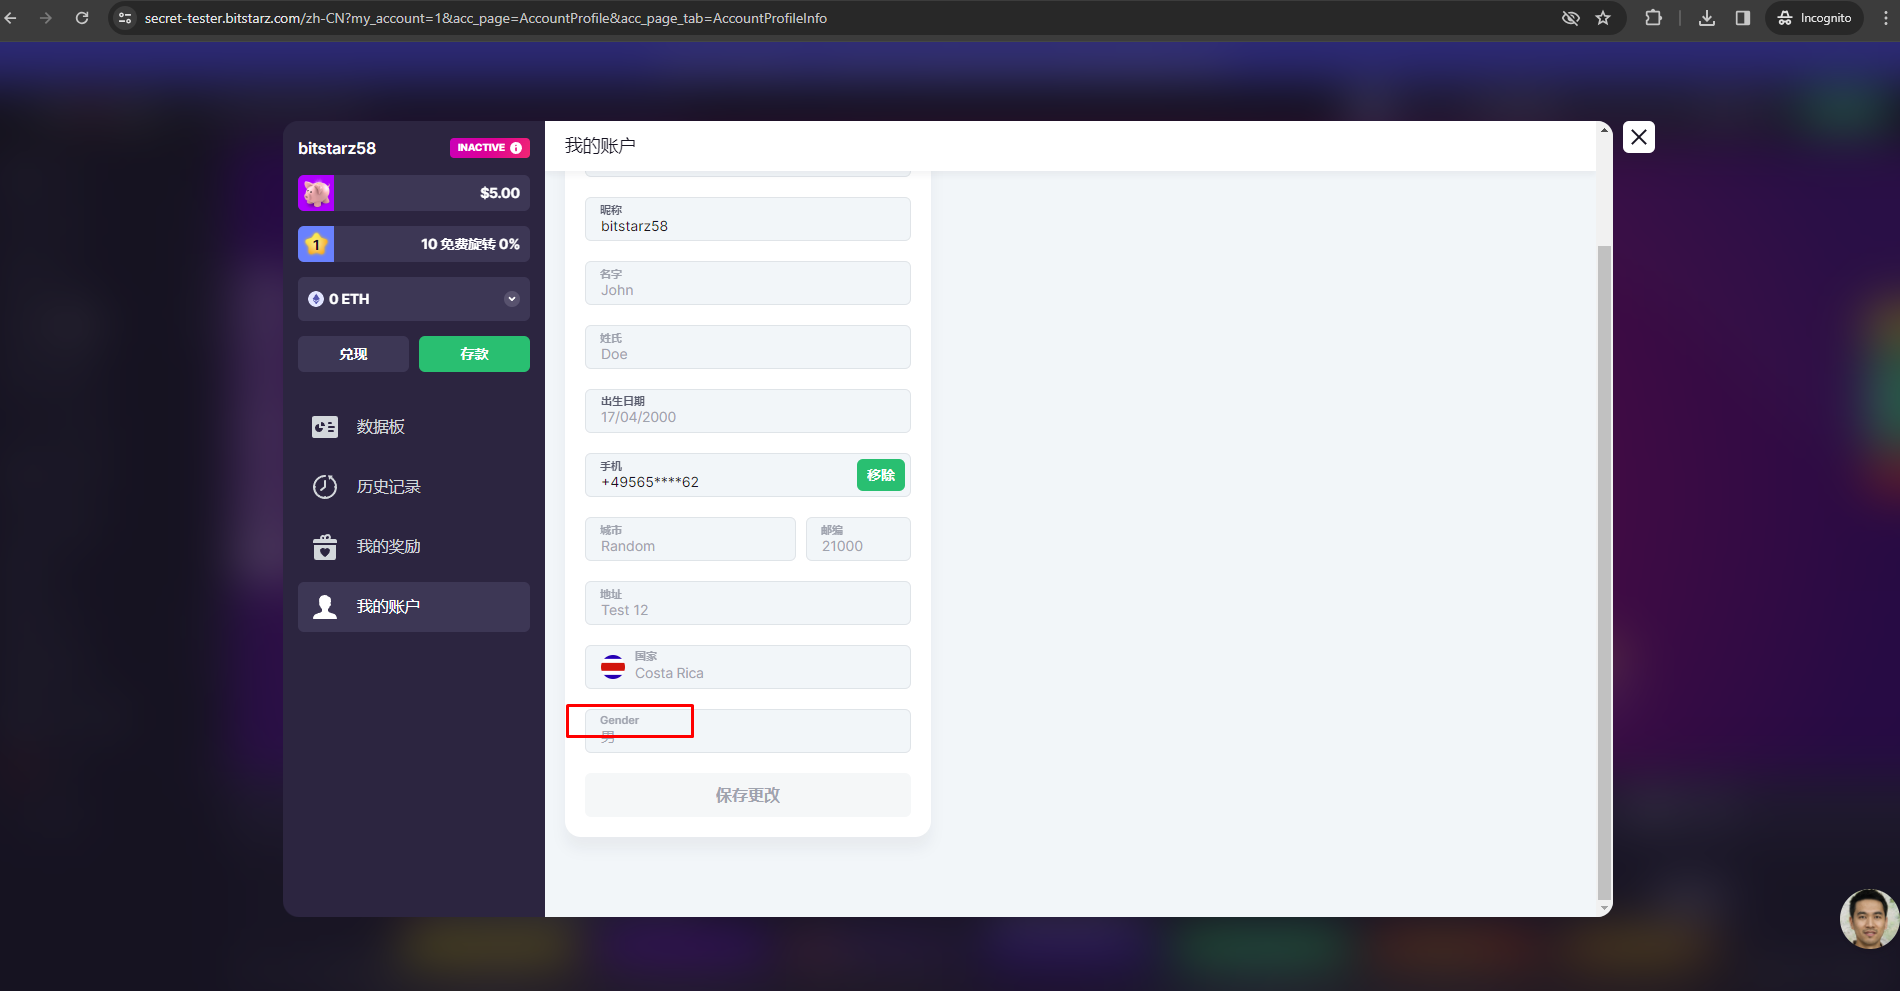 secret-tester.bitstarz.com/zh-CN?my_account=1&acc_page=AccountProfile&acc_page_tab=AccountProfileInfo
Incognito
bitstarz58
INACTIVE
$5.00
1
10 免费旋转 0%
0 ETH
兑现
存款
数据板
历史记录
我的奖励
我的账户
我的账户
昵称
bitstarz58
名字
John
姓氏
Doe
出生日期
17/04/2000
手机
+49565****62
移除
城市
Random
邮编
21000
地址
Test 12
国家
Costa Rica
Gender
男
保存更改